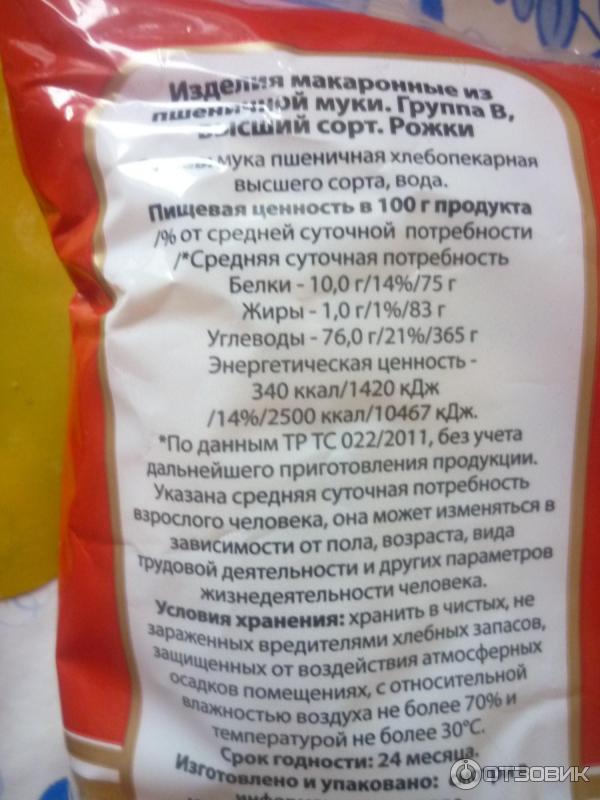 Изделия макаронные из
пшеничной муки. Группа В,
высший сорт. Рожки
мука пшеничная хлебопекарная
высшего сорта, вода.
Пищевая ценность в 100 г продукта
/% от средней суточной потребности
/*Средняя суточная потребность
Белки - 10,0 г/14%/75 г
Жиры - 1,0 г/1%/83 г
Углеводы - 76,0 г/21%/365 г
Энергетическая ценность -
340 ккал/1420 кДж
/14%/2500 ккал/10467 кДж.
*По данным ТР ТС 022/2011, без учета
дальнейшего приготовления продукции.
Указана средняя суточная потребность
взрослого человека, она может изменяться в
зависимости от пола, возраста, вида
трудовой деятельности и других параметров
жизнедеятельности человека.
Условия хранения: хранить в чистых, не
зараженных вредителями хлебных запасов,
защищенных от воздействия атмосферных
осадков помещениях, с относительной
влажностью воздуха не более 70% и
температурой не более 30°С.
Срок годности: 24 месяца.
Изготовлено и упаковано:
ОТЗОВИК